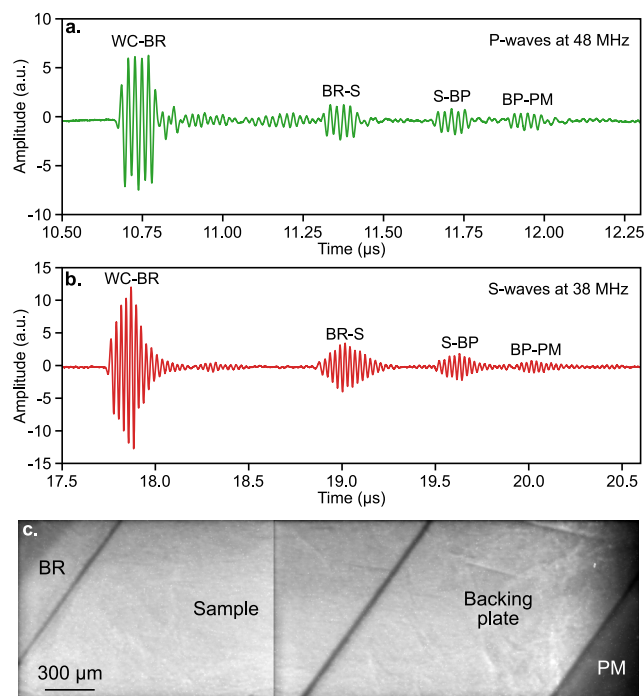 a.
P-waves at 48 MHz
WC-BR
BR-S
S-BP
BP-PM
Amplitude (a.u.)
10
5
0
-5
-10
10.50 10.75 11.00 11.25 11.50 11.75 12.00 12.25
Time (µs)
b.
S-waves at 38 MHz
WC-BR
BR-S
S-BP
BP-PM
Amplitude (a.u.)
15
10
5
0
-5
-10
-15
17.5 18.0 18.5 19.0 19.5 20.0 20.5
Time (µs)
c.
BR
Sample
Backing
plate
PM
300 µm